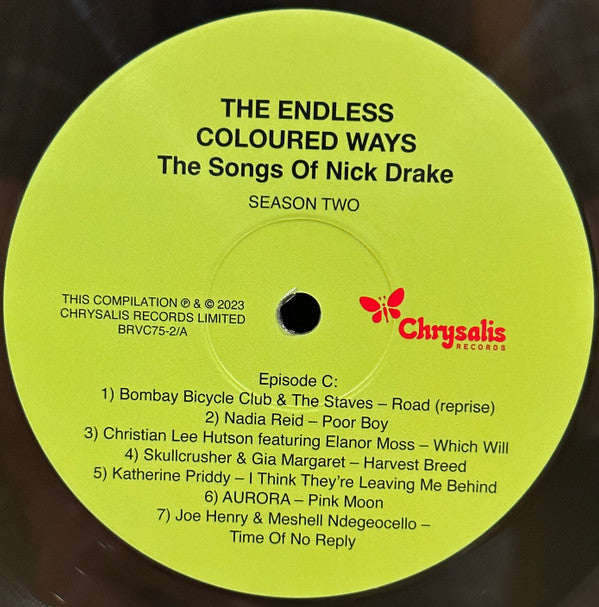 THE ENDLESS
COLOURED WAYS
The Songs Of Nick Drake
SEASON TWO
THIS COMPILATION ℗ & © 2023
CHRYSALIS RECORDS LIMITED
BRVC75-2/A
Chrysalis
RECORDS
Episode C:
1) Bombay Bicycle Club & The Staves – Road (reprise)
2) Nadia Reid – Poor Boy
3) Christian Lee Hutson featuring Elanor Moss – Which Will
4) Skullcrusher & Gia Margaret – Harvest Breed
5) Katherine Priddy – I Think They're Leaving Me Behind
6) AURORA – Pink Moon
7) Joe Henry & Meshell Ndegeocello –
Time Of No Reply